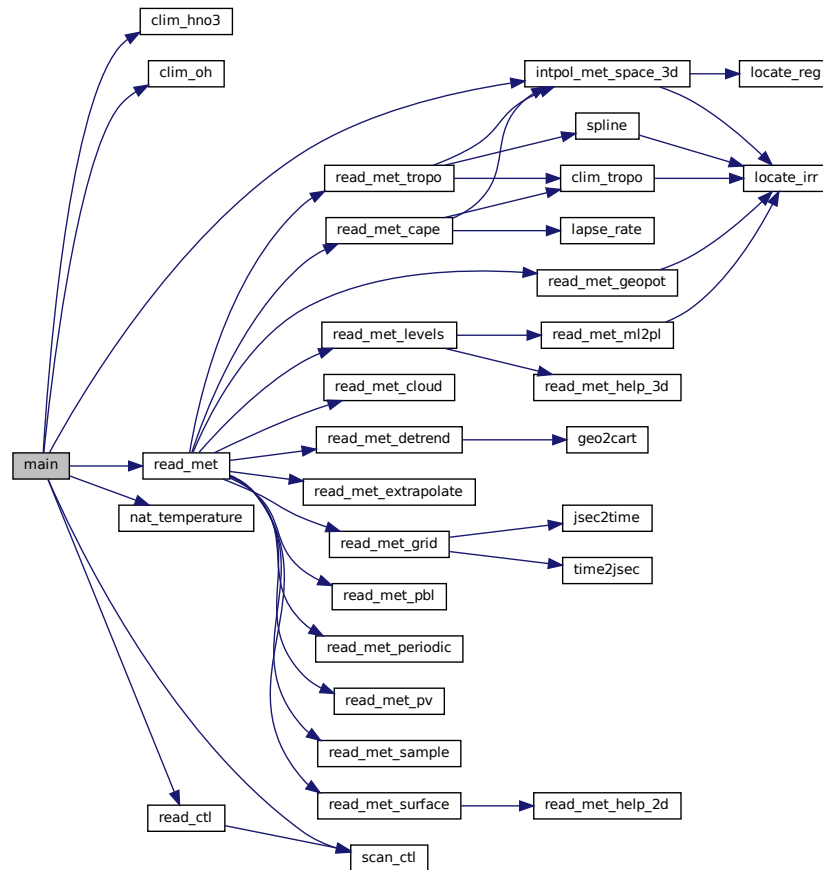 clim_hno3
clim_oh
intpol_met_space_3d
locate_reg
spline
read_met_tropo
clim_tropo
locate_irr
read_met_cape
lapse_rate
read_met_geopot
read_met_levels
read_met_ml2pl
read_met_cloud
read_met_help_3d
read_met_detrend
geo2cart
main
read_met
read_met_extrapolate
nat_temperature
jsec2time
read_met_grid
time2jsec
read_met_pbl
read_met_periodic
read_met_pv
read_met_sample
read_met_surface
read_met_help_2d
read_ctl
scan_ctl